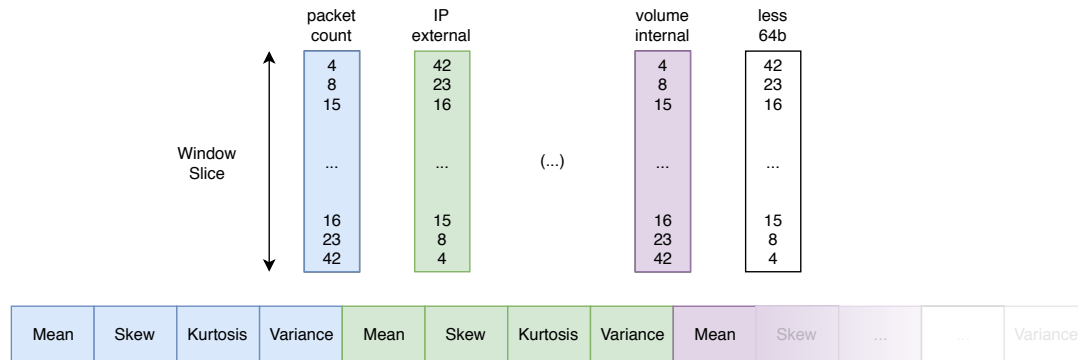 packet
count
IP
external
volume
internal
less
64b
4
8
15
...
16
23
42
42
23
16
...
15
8
4
4
8
15
...
16
23
42
42
23
16
...
15
8
4
Window
Slice
(...)
Mean Skew Kurtosis Variance Mean Skew Kurtosis Variance Mean Skew ... ... Variance